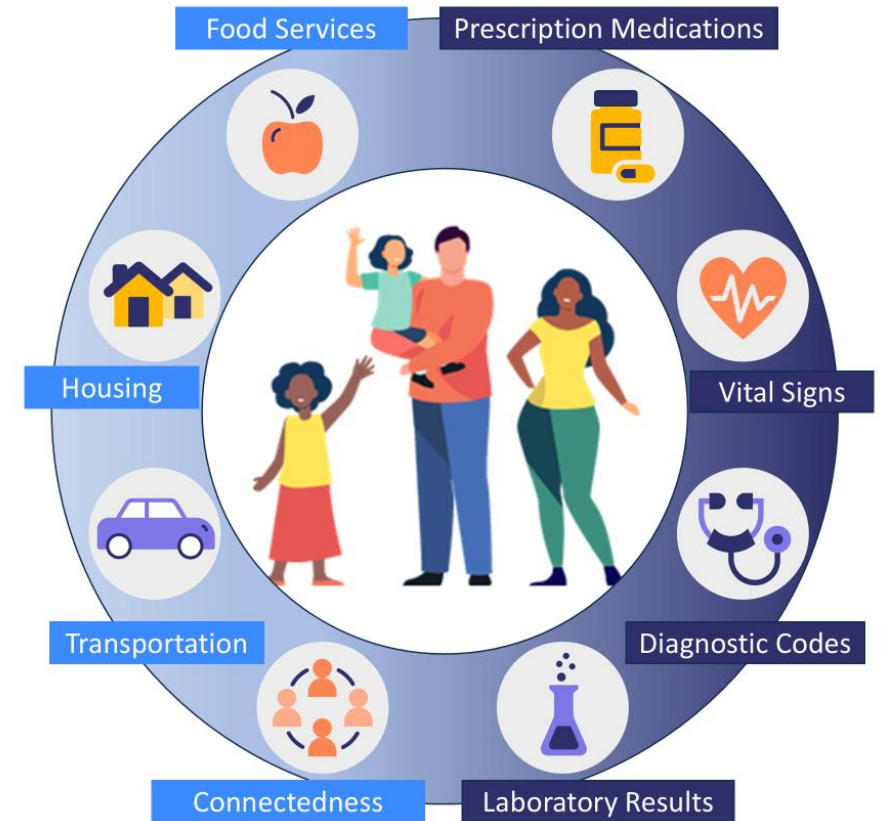 Food Services
Prescription Medications
Housing
Vital Signs
Transportation
Diagnostic Codes
Connectedness
Laboratory Results